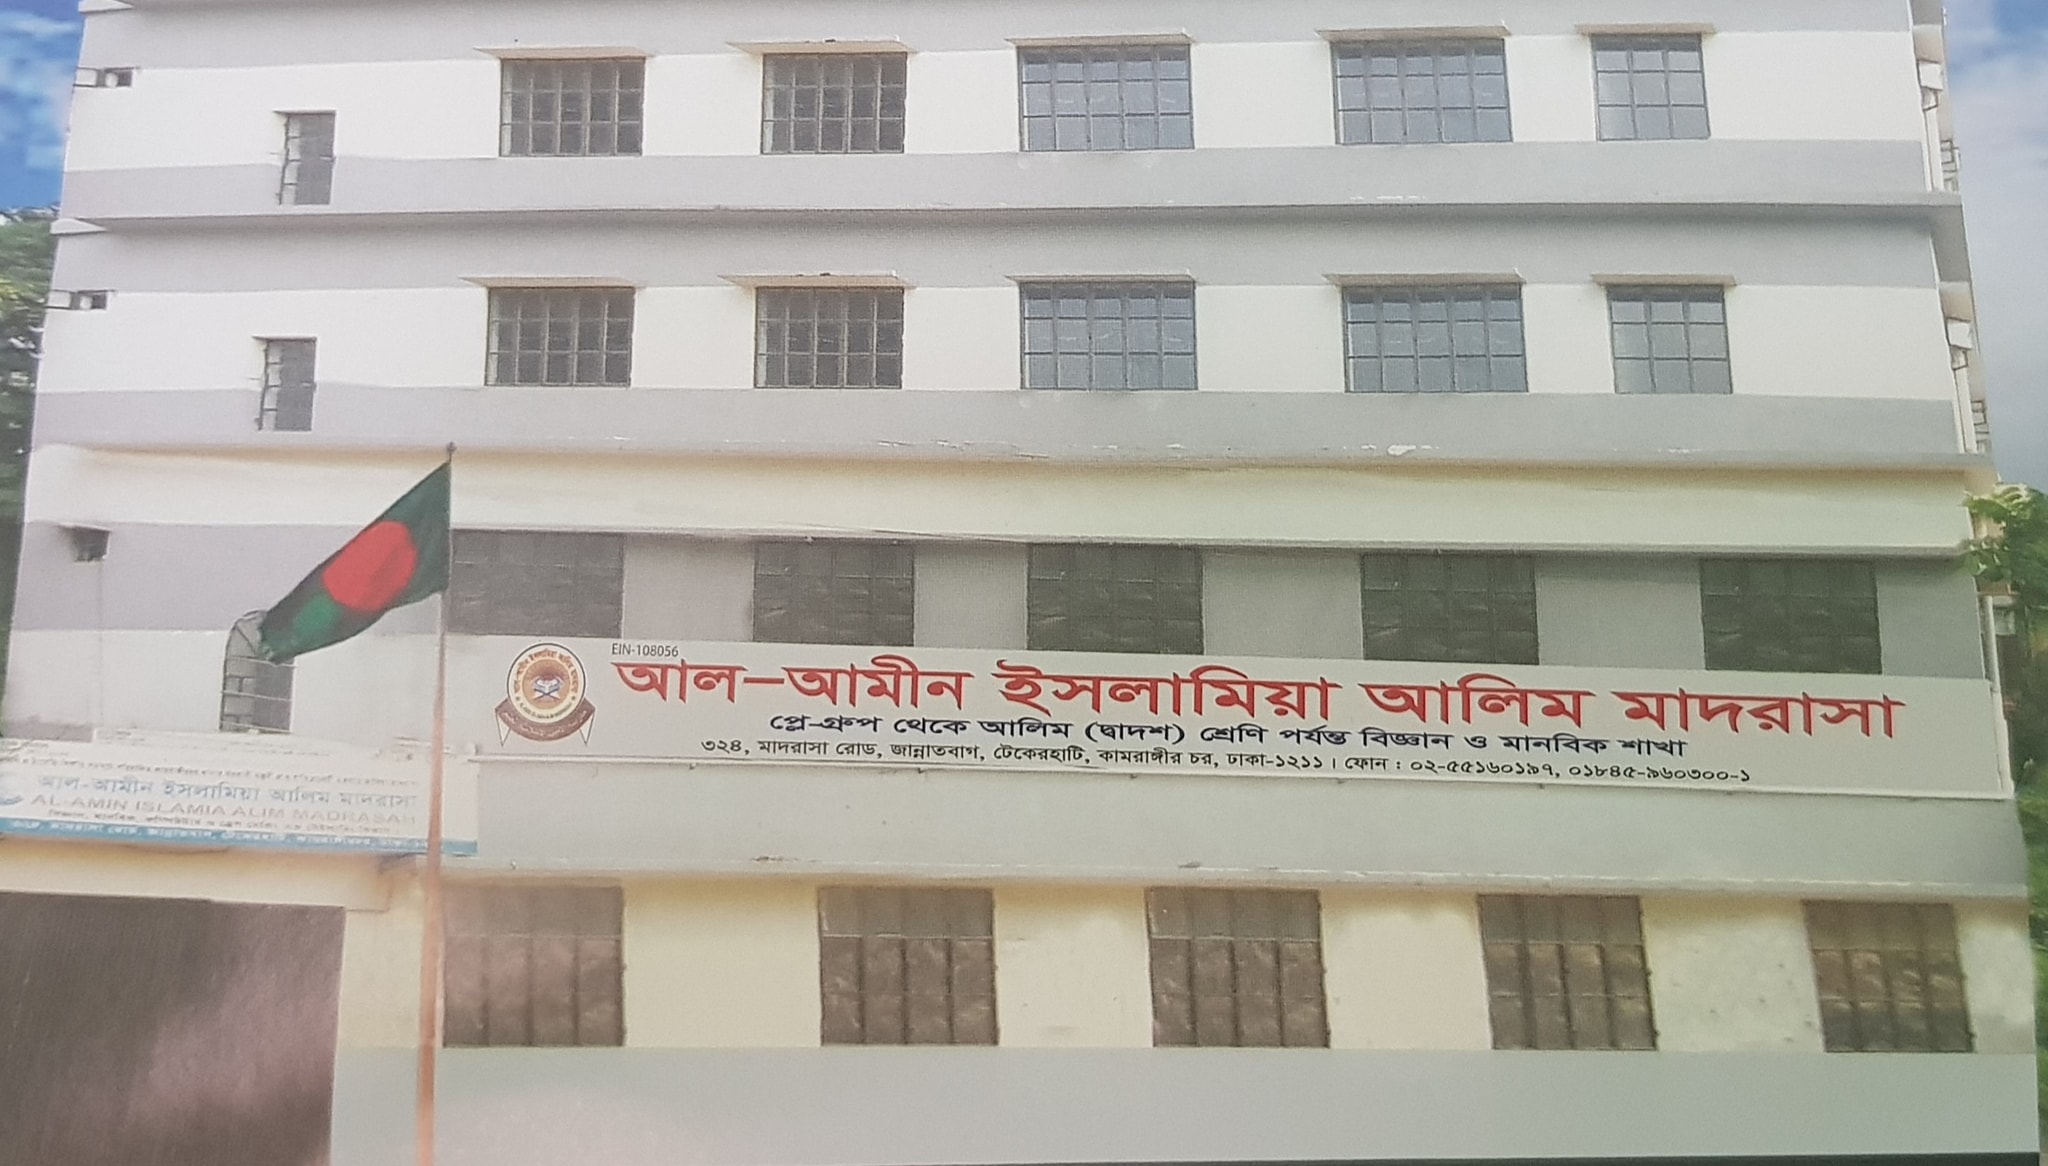 EIN-108056
আল-আমীন ইসলামিয়া আলিম মাদরাসা
প্লে-গ্রুপ থেকে আলিম (দ্বাদশ) শ্রেণি পর্যন্ত বিজ্ঞান ও মানবিক শাখা
৩২৪, মাদরাসা রোড, জান্নাতবাগ, টেকেরহাটি, কামরাঙ্গীর চর, ঢাকা-১২১১। ফোন : ০২-৫৫১৬০১৯৭, ০১৮৪৫-৯৬০৩০০-১
আল-আমীন ইসলামিয়া আলিম মাদরাসা
AL-AMIN ISLAMIA ALIM MADRASAH